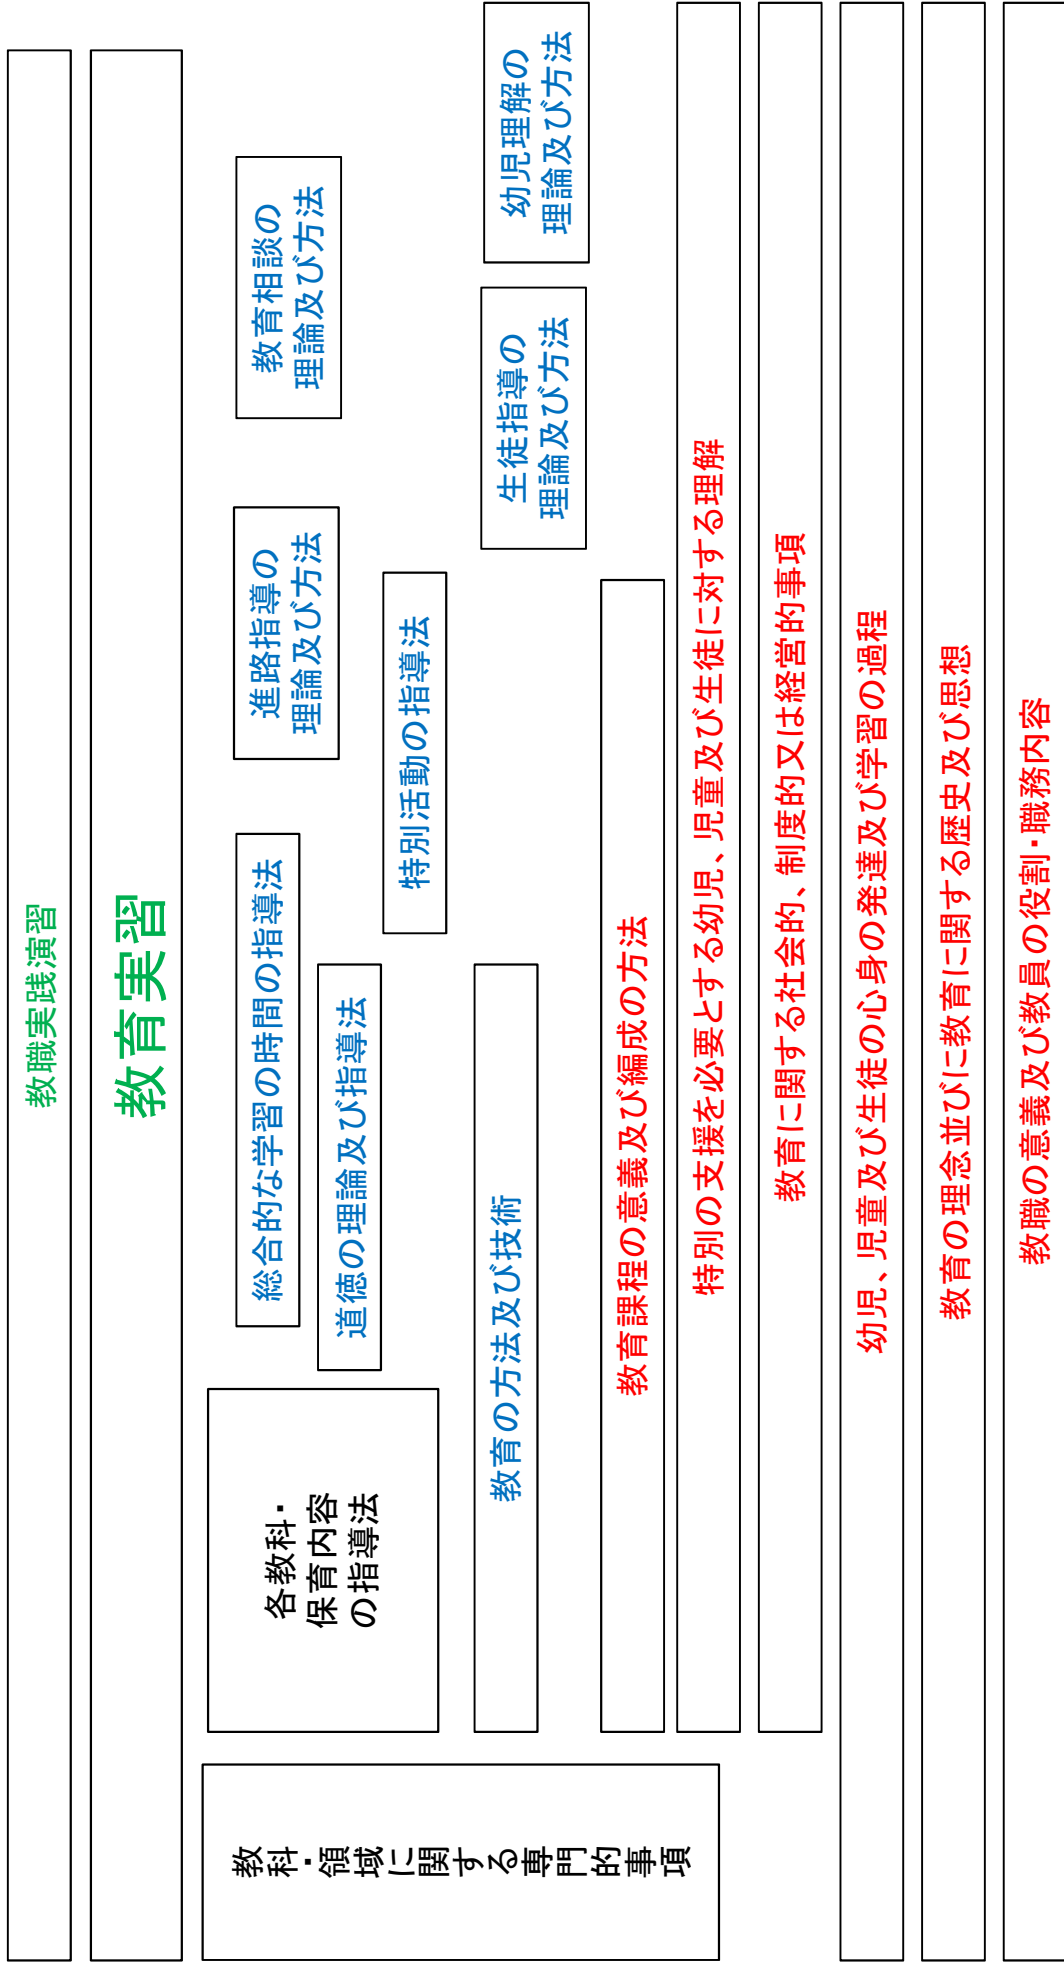 教職実践演習
教育実習
教育相談の
理論及び方法
進路指導の
理論及び方法
総合的な学習の時間の指導法
道徳の理論及び指導法
特別活動の指導法
各教科・
保育内容
の指導法
幼児理解の
理論及び方法
生徒指導の
理論及び方法
教育の方法及び技術
教科・領域に関する専門的事項
教育課程の意義及び編成の方法
特別の支援を必要とする幼児、児童及び生徒に対する理解
教育に関する社会的、制度的又は経営的事項
幼児、児童及び生徒の心身の発達及び学習の過程
教育の理念並びに教育に関する歴史及び思想
教職の意義及び教員の役割・職務内容